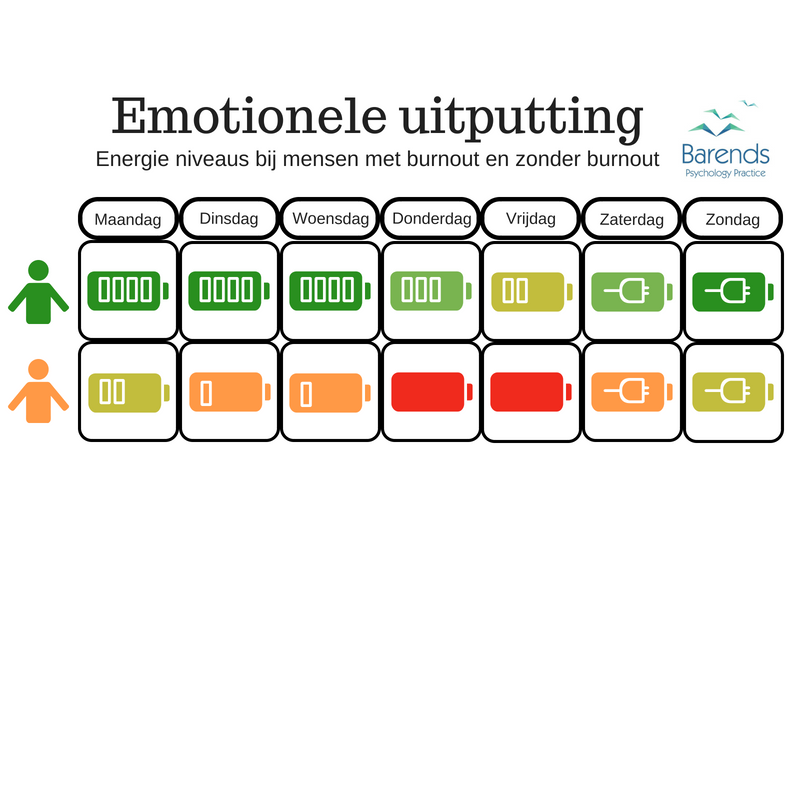 Emotionele uitputting
Energie niveaus bij mensen met burnout en zonder burnout
Barends
Psychology Practice
Maandag Dinsdag Woensdag Donderdag Vrijdag Zaterdag Zondag